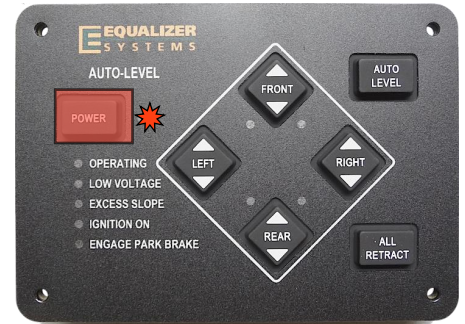 EQUALIZER
SYSTEMS
AUTO-LEVEL
POWER
OPERATING
LOW VOLTAGE
EXCESS SLOPE
IGNITION ON
ENGAGE PARK BRAKE
FRONT
LEFT
RIGHT
REAR
AUTO
LEVEL
ALL
RETRACT